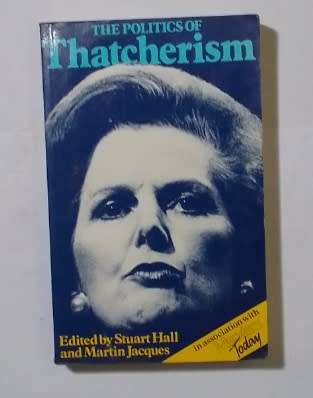 THE POLITICS OF
Thatcherism
Edited by Stuart Hall
and Martin Jacques
in association with
Today